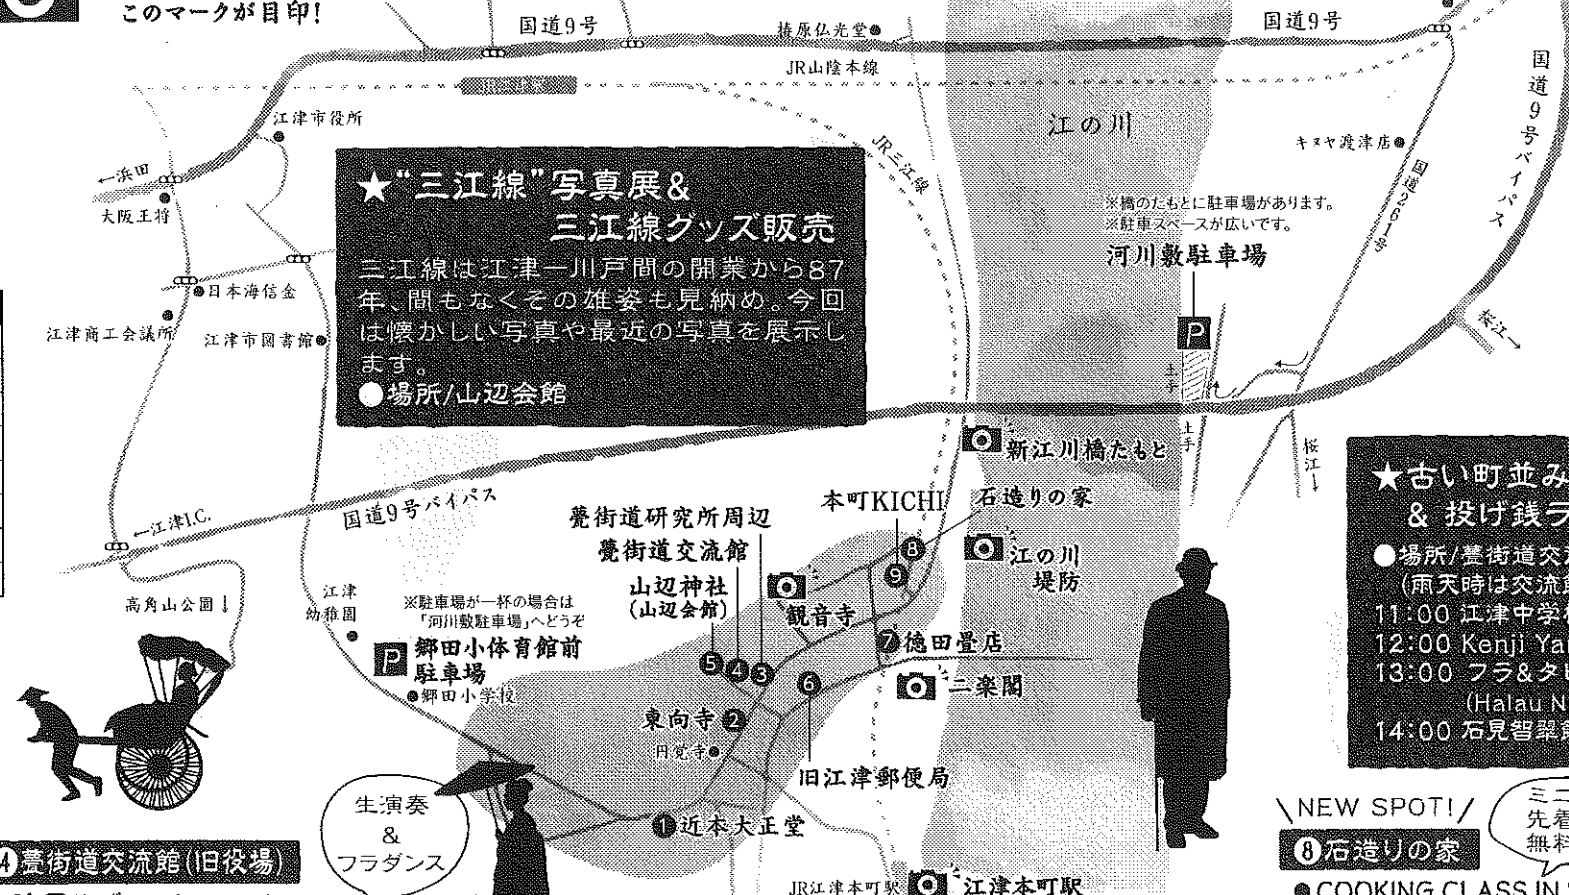 このマークが目印!
国道9号
椿原仏光堂
国道9号
JR山陰本線
国道9号バイパス
江の川
江津市役所
キヌヤ渡津店
JR三江線
国道261号
←浜田
大阪王将
★"三江線"写真展&
三江線グッズ販売
三江線は江津―川戸間の開業から87
年、間もなくその雄姿も見納め。今回
は懐かしい写真や最近の写真を展示し
ます。
●場所/山辺会館
※橋のたもとに駐車場があります。
※駐車スペースが広いです。
河川敷駐車場
P
土手
土手
桜江→
桜江→
日本海信金
江津商工会議所
江津市図書館
新江川橋たもと
国道9号バイパス
←江津I.C.
本町KICHI
石造りの家
甍街道研究所周辺
甍街道交流館
山辺神社
(山辺会館)
江の川
堤防
観音寺
8
9
高角山公園↓
江津
幼稚園
※駐車場が一杯の場合は
「河川敷駐車場」へどうぞ
P
郷田小体育館前
駐車場
郷田小学校
5
4
3
6
7徳田畳店
二楽閣
東向寺2
円覚寺
旧江津郵便局
1近本大正堂
JR江津本町駅
江津本町駅
★古い町並み
& 投げ銭ラ
●場所/甍街道交
(雨天時は交流
11:00 江津中学
12:00 Kenji Ya
13:00 フラ&タ
(Halau N
14:00 石見智翠
生演奏
&
フラダンス
4甍街道交流館(旧役場)
\NEW SPOT!/
8石造りの家
先着
無料
●COOKING CLASS IN